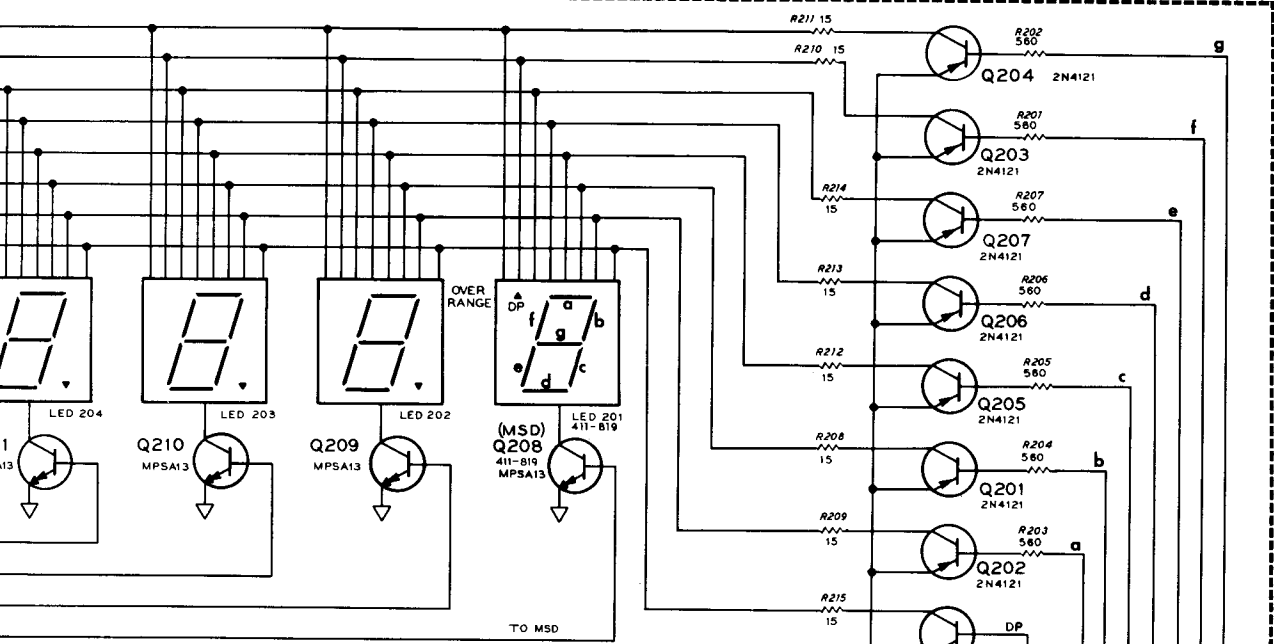 R211 15
R202
560
g
R210 15
Q204 2N4121
R201
560
f
Q203
2N4121
R214
15
R207
560
e
Q207
2N4121
OVER
RANGE
DP
a
f
b
g
e
c
d
R213
15
R206
560
d
Q206
2N4121
R212
15
R205
560
c
Q205
2N4121
LED 204
LED 203
LED 202
LED 201
411-819
1
A13
Q210
MPSA13
Q209
MPSA13
(MSD)
Q208
411-819
MPSA13
R208
15
R204
560
b
Q201
2N4121
R209
15
R203
560
a
Q202
2N4121
R215
15
TO MSD
DP